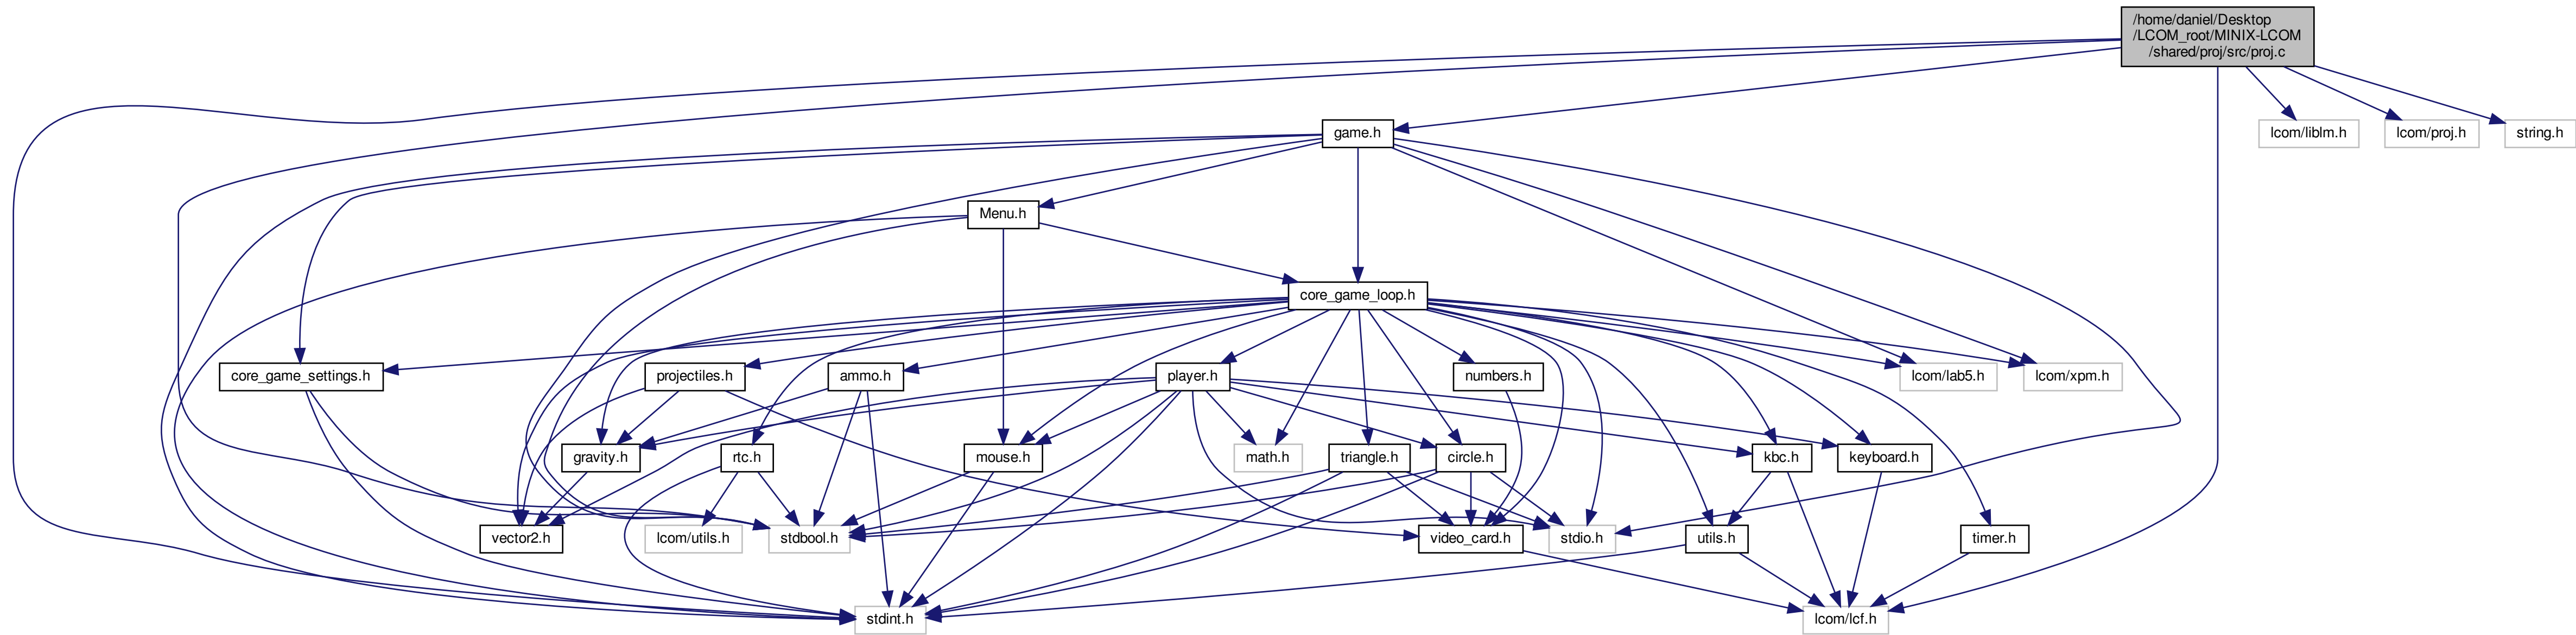 /home/daniel/Desktop
/LCOM_root/MINIX-LCOM
/shared/proj/src/proj.c
game.h
lcom/liblm.h
lcom/proj.h
string.h
Menu.h
core_game_loop.h
core_game_settings.h
projectiles.h
ammo.h
player.h
numbers.h
lcom/lab5.h
lcom/xpm.h
gravity.h
rtc.h
mouse.h
math.h
triangle.h
circle.h
kbc.h
keyboard.h
vector2.h
lcom/utils.h
stdbool.h
video_card.h
stdio.h
utils.h
timer.h
stdint.h
lcom/lcf.h